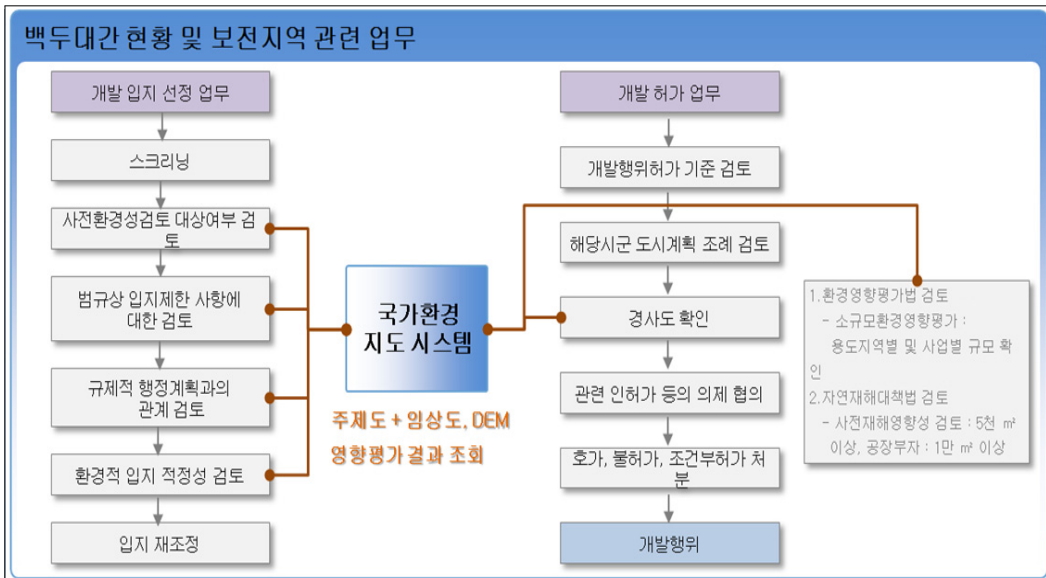 백두대간 현황 및 보전지역 관련 업무
개발 입지 선정 업무
스크리닝
사전환경성검토 대상여부 검
토
범규상 입지제한 사항에
대한 검토
규제적 행정계획과의
관계 검토
환경적 입지 적정성 검토
입지 재조정
국가환경
지도 시스템
주제도 + 임상도, DEM
영향평가 결과 조회
개발 허가 업무
개발행위허가 기준 검토
해당시군 도시계획 조례 검토
경사도 확인
관련 인허가 등의 의제 협의
호가, 불허가, 조건부허가 처
분
개발행위
1.환경영향평가법 검토
- 소규모환경영향평가 :
용도지역별 및 사업별 규모 확
인
2.자연재해대책법 검토
- 사전재해영향성 검토 : 5천 ㎡
이상, 공장부자 : 1만 ㎡ 이상